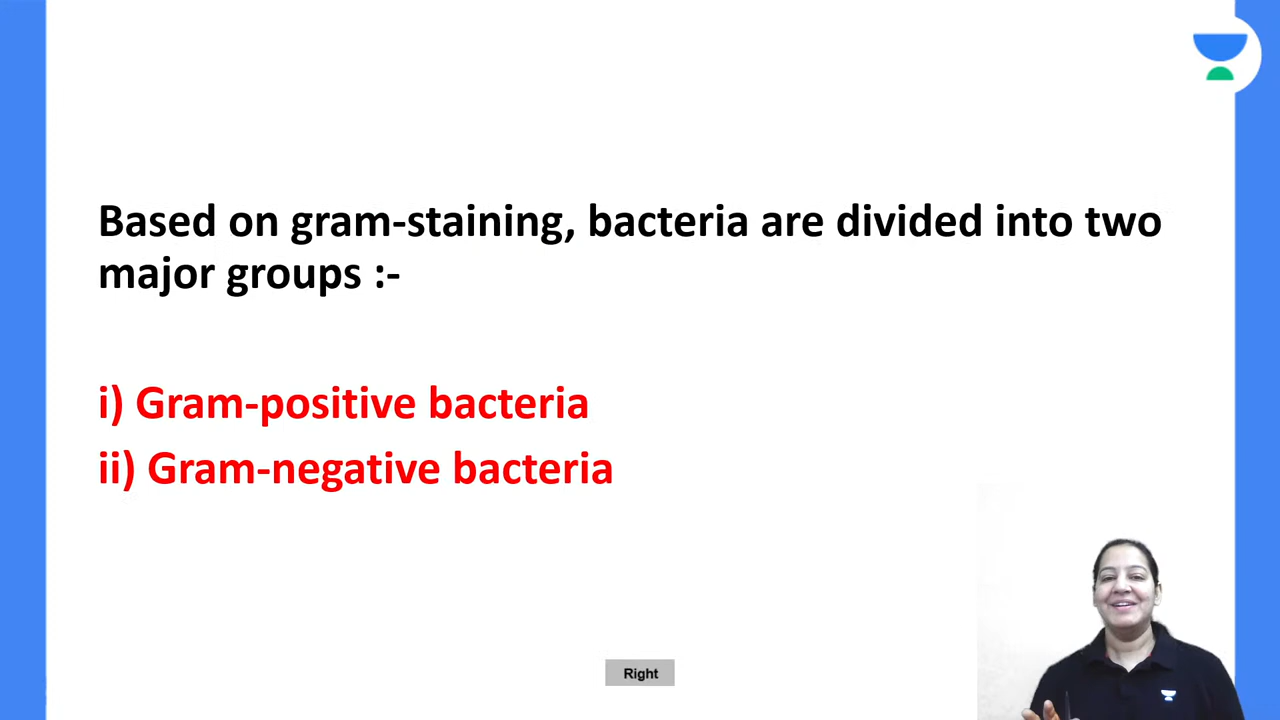 Based on gram-staining, bacteria are divided into two
major groups :-
i) Gram-positive bacteria
ii) Gram-negative bacteria
Right